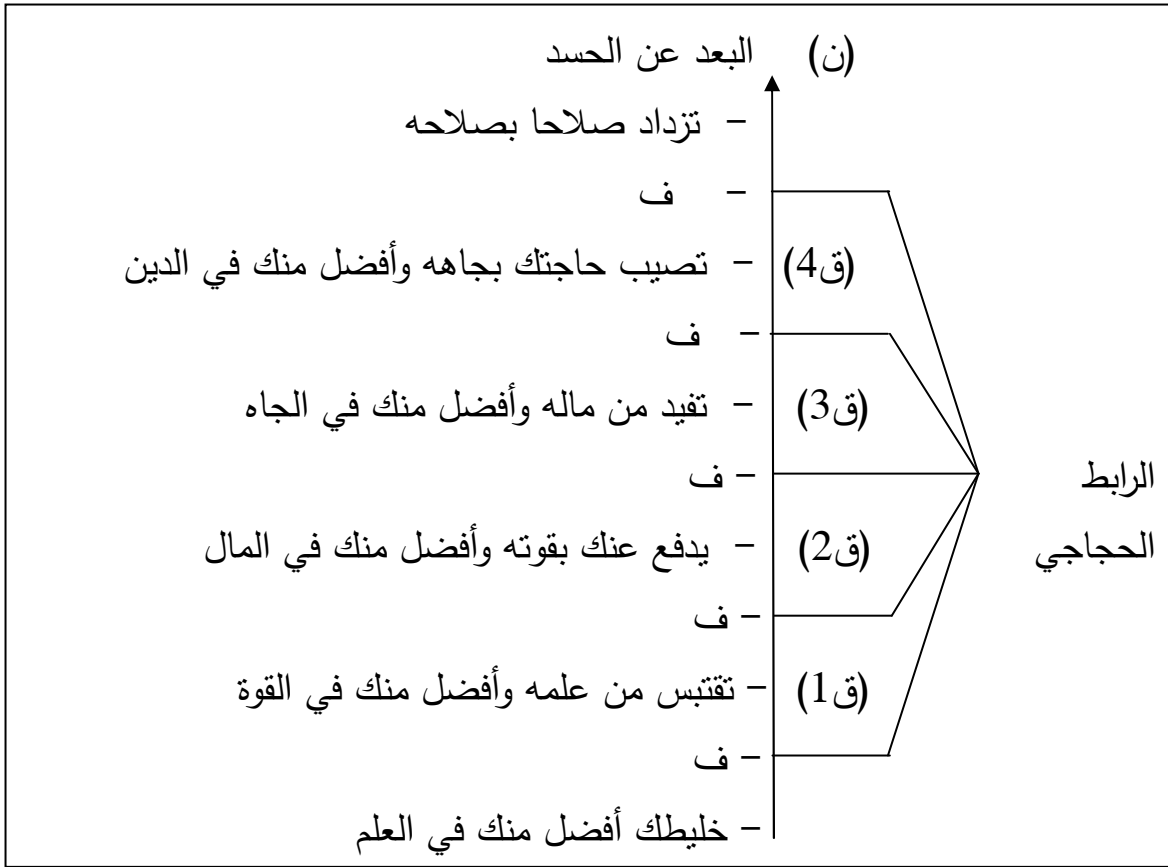 (ن) البعد عن الحسد
– تزداد صلاحا بصلاحه
– ف
(ق4) – تصيب حاجتك بجاهه وأفضل منك في الدين
– ف
(ق3) – تفيد من ماله وأفضل منك في الجاه
الرابط
– ف
الحجاجي
(ق2) – يدفع عنك بقوته وأفضل منك في المال
– ف
(ق1) – تقتبس من علمه وأفضل منك في القوة
– ف
– خليطك أفضل منك في العلم